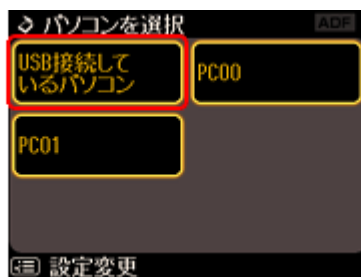 パソコンを選択
ADF
USB接続して
いるパソコン
PC00
PC01
設定変更